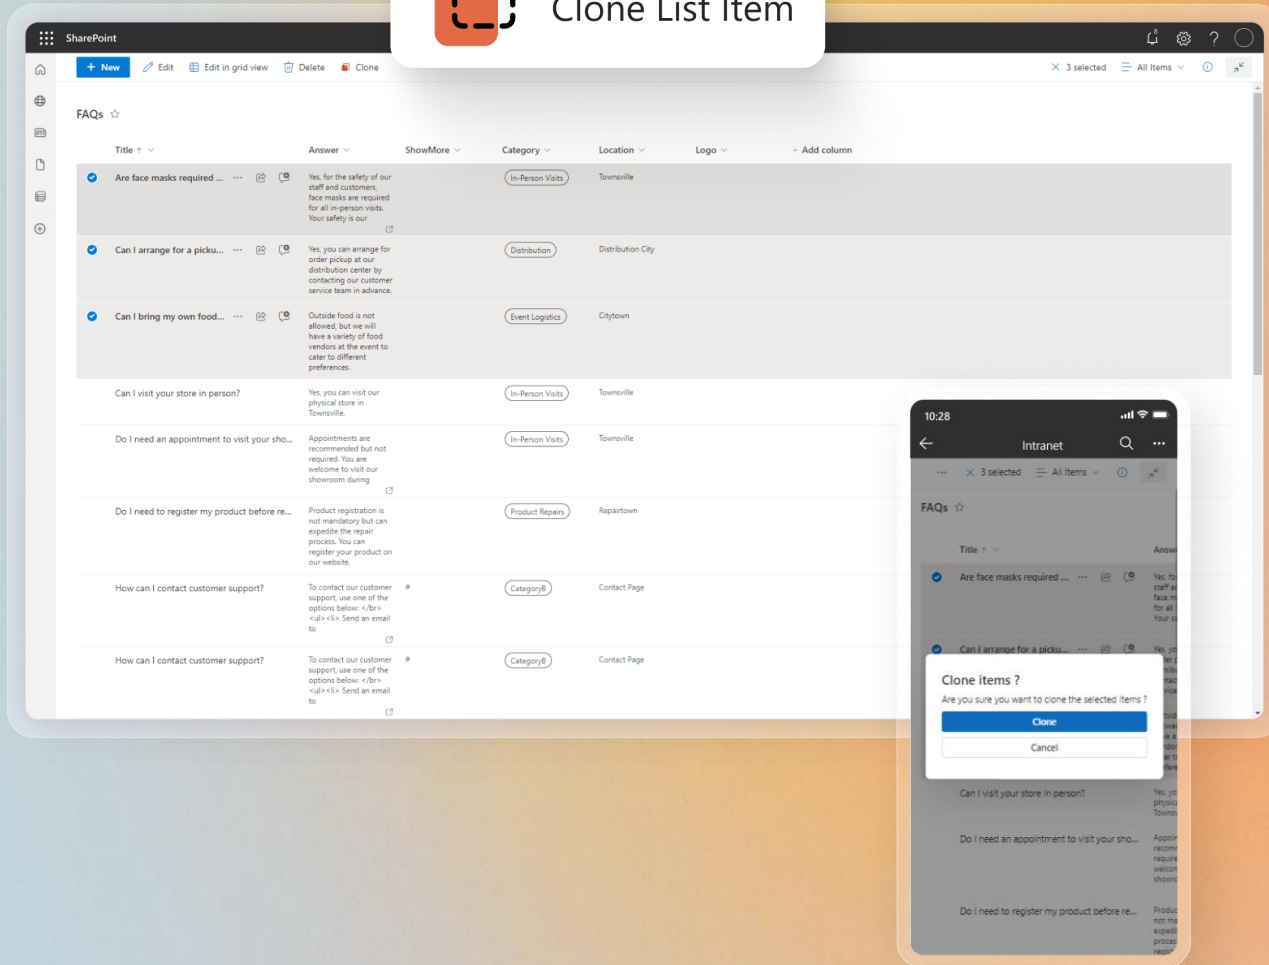 Clone List Item
SharePoint
+ New Edit Edit in grid view Delete Clone
3 selected All Items
FAQs
Title Answer ShowMore Category Location Logo + Add column
Are face masks required ...
Yes, for the safety of our
staff and customers,
face masks are required
for all in-person visits.
Your safety is our
In-Person Visits
Townsville
Can I arrange for a picku...
Yes, you can arrange for
order pickup at our
distribution center by
contacting our customer
service team in advance.
Distribution
Distribution City
Can I bring my own food...
Outside food is not
allowed, but we will
have a variety of food
vendors at the event to
cater to different
preferences.
Event Logistics
Citytown
Can I visit your store in person?
Yes, you can visit our
physical store in
Townsville.
In-Person Visits
Townsville
Do I need an appointment to visit your sho...
Appointments are
recommended but not
required. You are
welcome to visit our
showroom during
In-Person Visits
Townsville
Do I need to register my product before re...
Product registration is
not mandatory but can
expedite the repair
process. You can
register your product on
our website.
Product Repairs
Repairtown
How can I contact customer support?
To contact our customer
support, use one of the
options below: </br>
<ul><li> Send an email
to
#
CategoryB
Contact Page
How can I contact customer support?
To contact our customer
support, use one of the
options below: </br>
<ul><li> Send an email
to
#
CategoryB
Contact Page
10:28
Intranet
3 selected All Items
FAQs
Title
Are face masks required ...
Can I arrange for a picku...
Clone items ?
Are you sure you want to clone the selected items ?
Clone
Cancel
Can I visit your store in person?
Do I need an appointment to visit your sho...
Do I need to register my product before re...